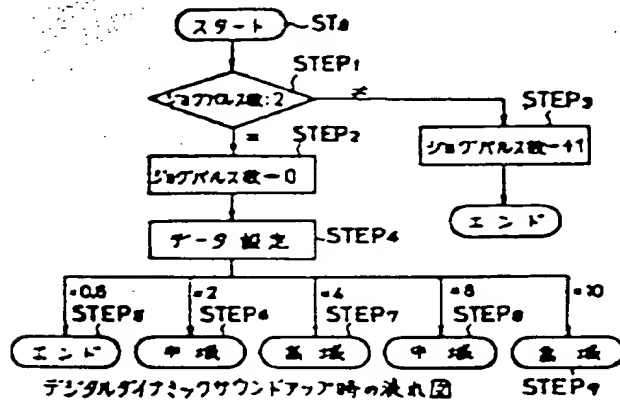 スタート
ST2
STEP1
ジョグパルス数:2
≠
STEP3
=
STEP2
ジョグパルス数←0
ジョグパルス数←+1
エンド
データ設定
STEP4
=0.5
=2
=4
=8
=10
STEP5
STEP6
STEP7
STEP8
エンド
中域
高域
中域
高域
デジタルダイナミックサウンドアップ時の流れ図
STEP9